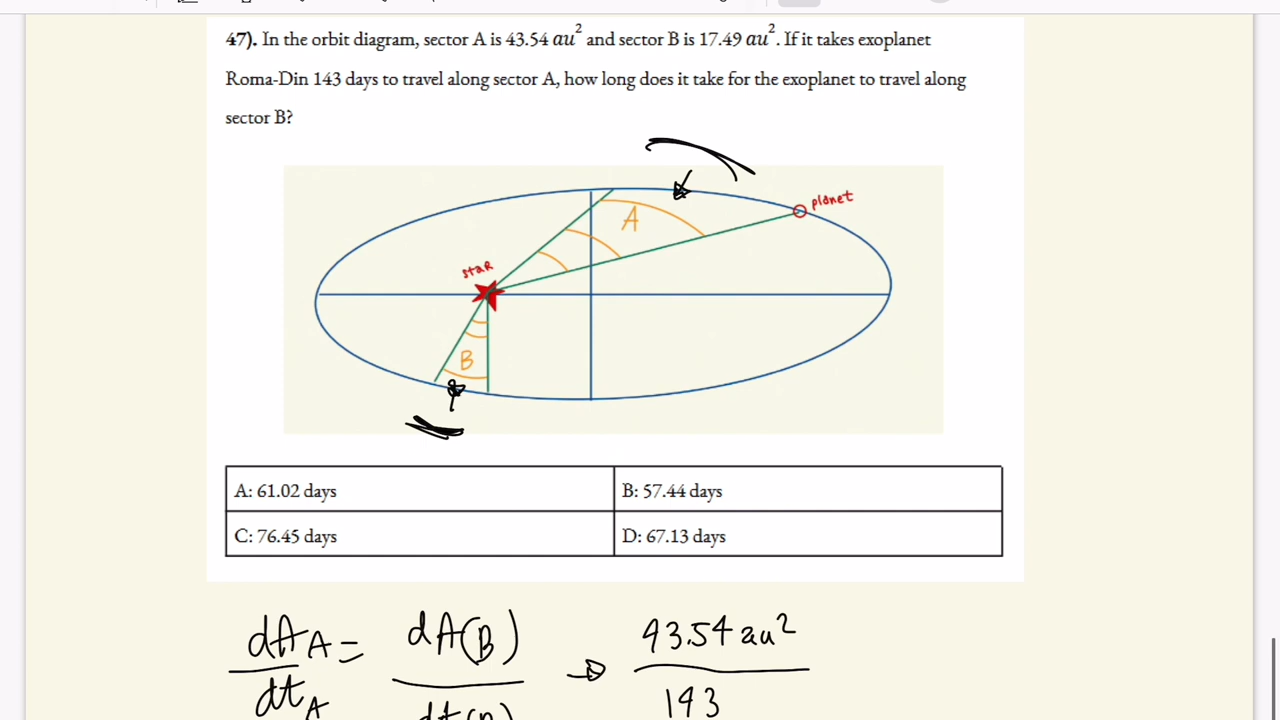 47). In the orbit diagram, sector A is 43.54 au² and sector B is 17.49 au². If it takes exoplanet
Roma-Din 143 days to travel along sector A, how long does it take for the exoplanet to travel along
sector B?
planet
A
star
B
A: 61.02 days
B: 57.44 days
C: 76.45 days
D: 67.13 days
dA A = dA(B) → 43.54 au²
dt A 143